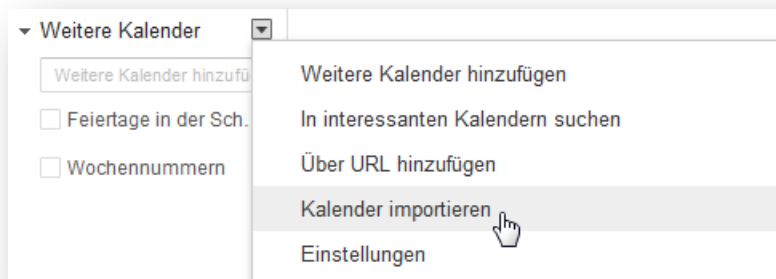 Weitere Kalender
Weitere Kalender hinzufü
Feiertage in der Sch.
Wochennummern
Weitere Kalender hinzufügen
In interessanten Kalendern suchen
Über URL hinzufügen
Kalender importieren
Einstellungen